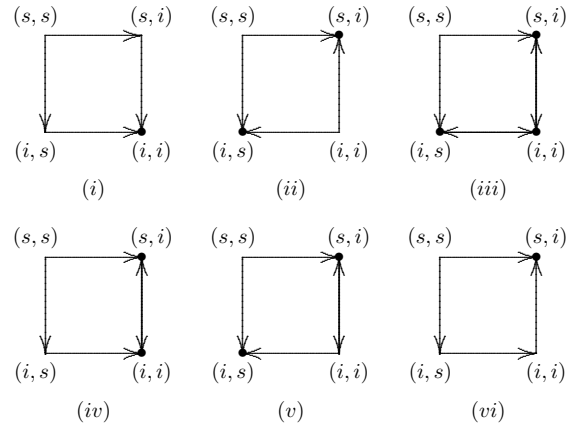 (s, s) (s, i) (s, s) (s, i) (s, s) (s, i)
(i, s) (i, i) (i, s) (i, i) (i, s) (i, i)
(i) (ii) (iii)
(s, s) (s, i) (s, s) (s, i) (s, s) (s, i)
(i, s) (i, i) (i, s) (i, i) (i, s) (i, i)
(iv) (v) (vi)